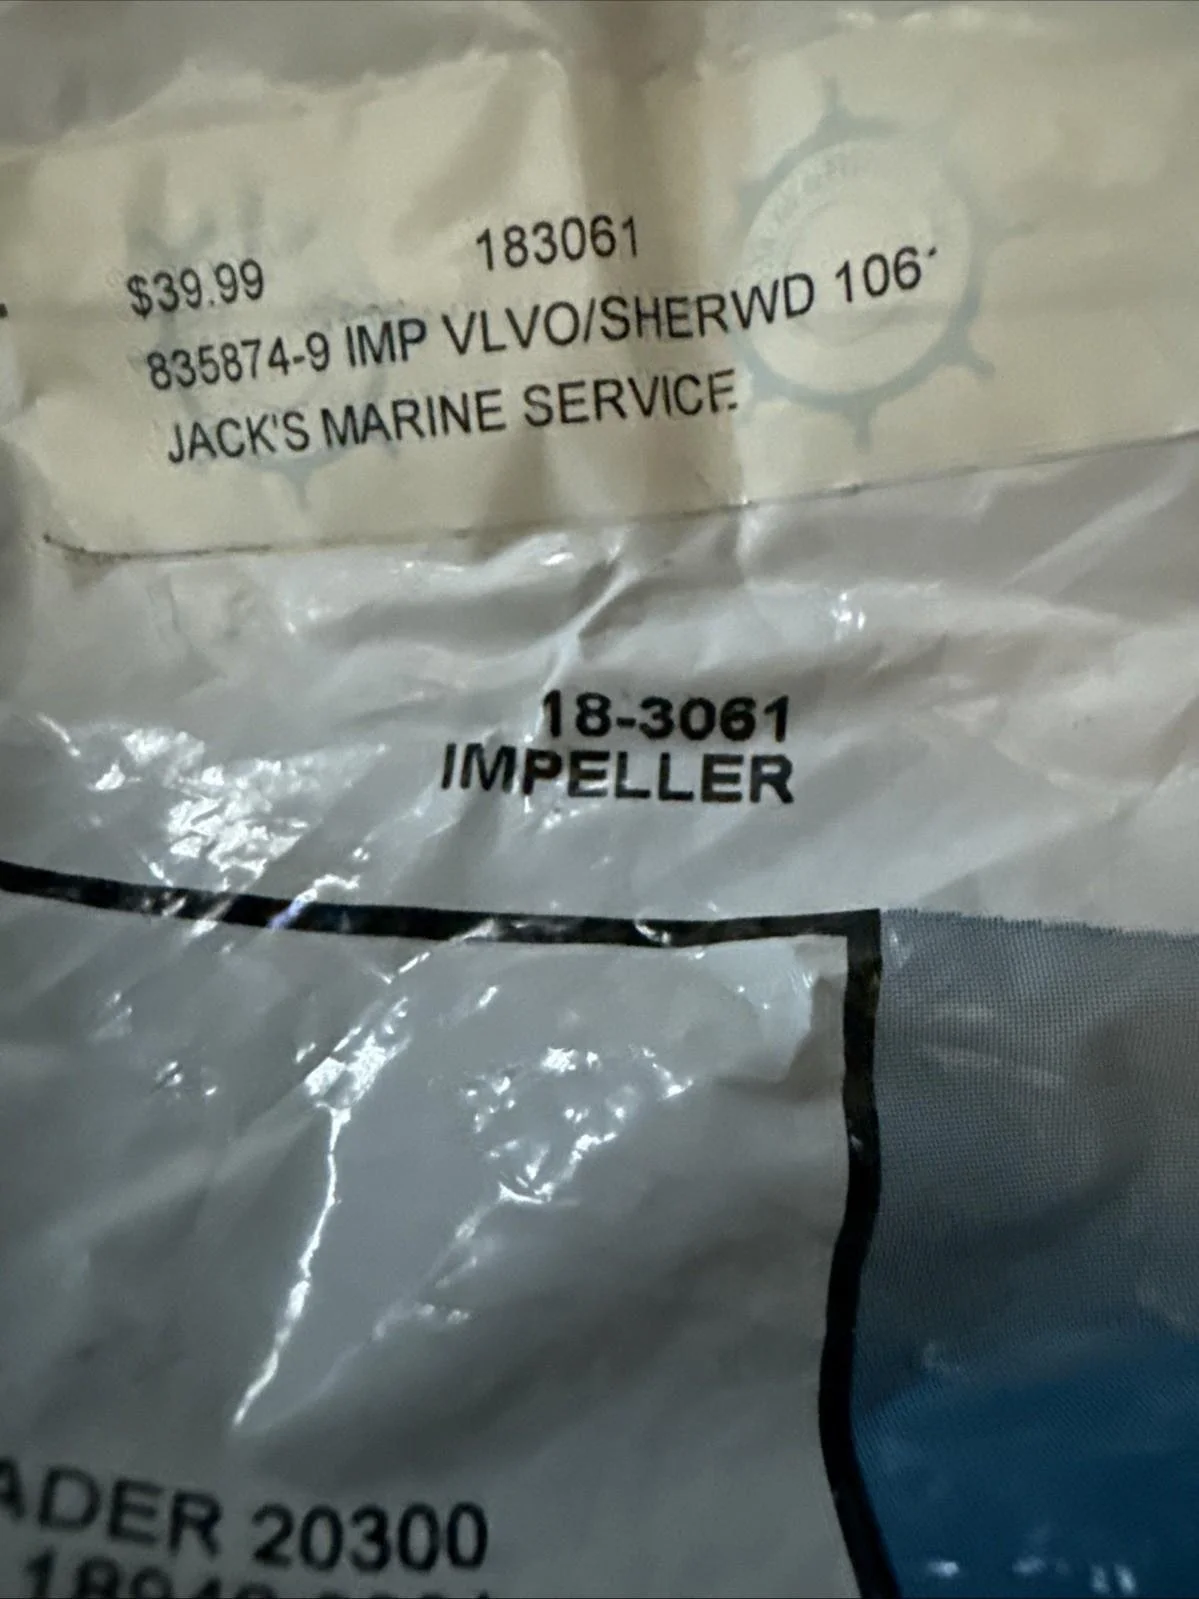 183061
$39.99
835874-9 IMP VLVO/SHERWD 106
JACK'S MARINE SERVICE
18-3061
IMPELLER
ADER 20300